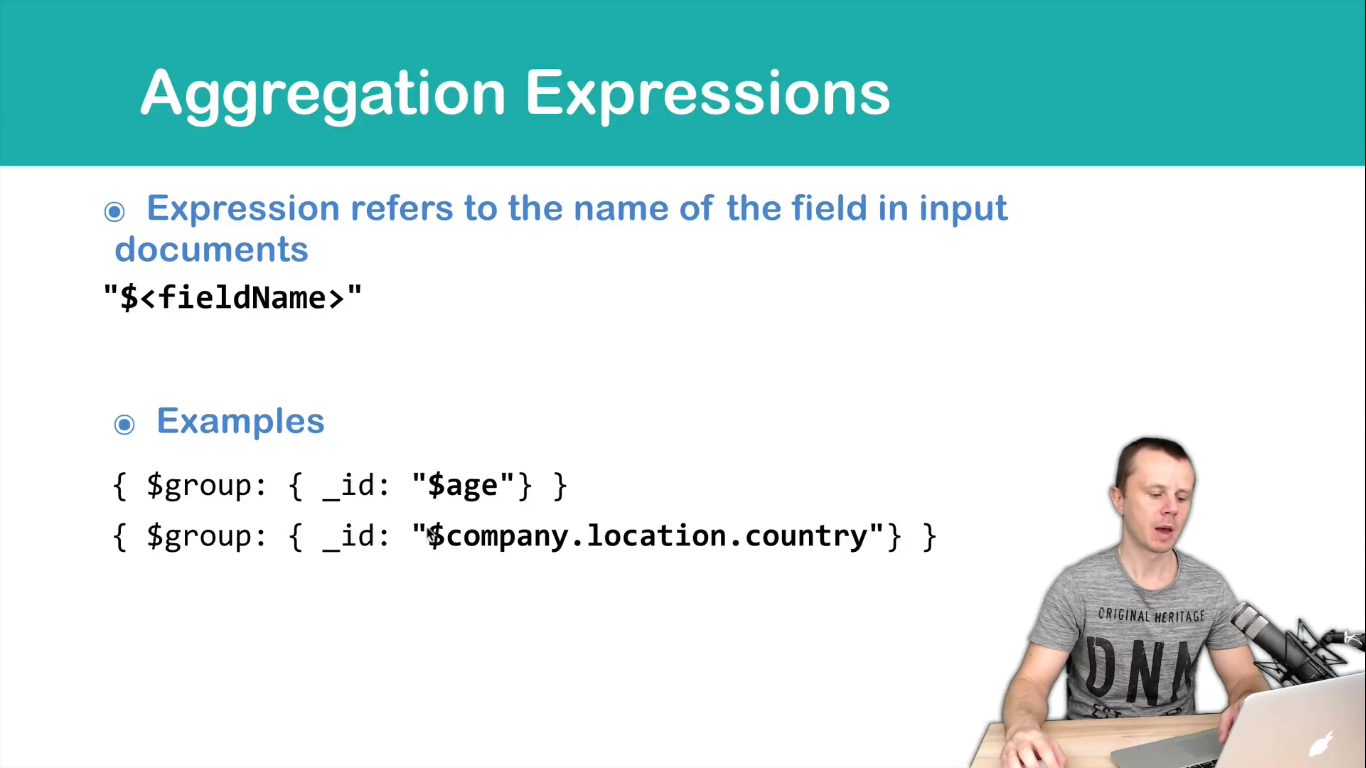 Aggregation Expressions
◉ Expression refers to the name of the field in input
documents
"$<fieldName>"
◉ Examples
{ $group: { _id: "$age"} }
{ $group: { _id: "$company.location.country"} }
ORIGINAL HERITAGE
DNM